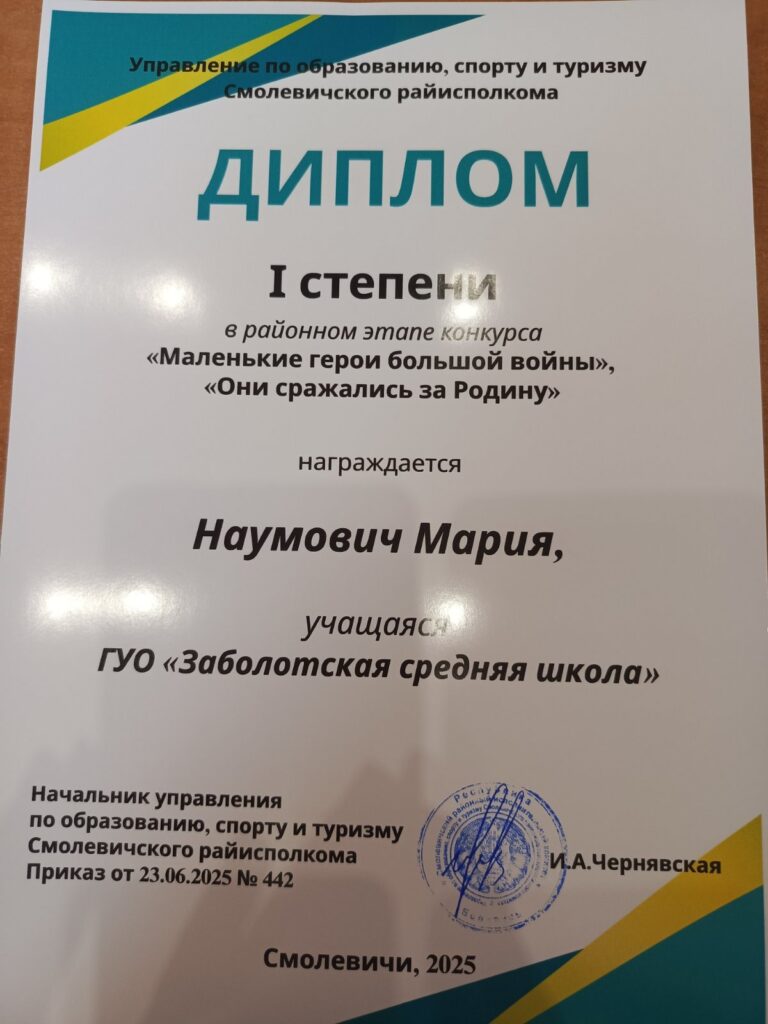 Управление по образованию, спорту и туризму
Смолевичского райисполкома
ДИПЛОМ
I степени
в районном этапе конкурса
«Маленькие герои большой войны»,
«Они сражались за Родину»
награждается
Наумович Мария,
учащаяся
ГУО «Заболотская средняя школа»
Начальник управления
по образованию, спорту и туризму
Смолевичского райисполкома
Приказ от 23.06.2025 № 442
Республика
И.А.Чернявская
Смолевичи, 2025